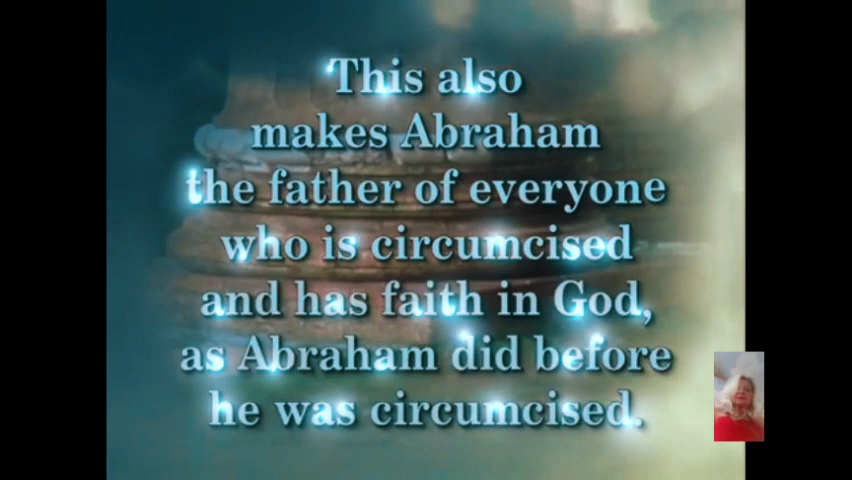 This also
makes Abraham
the father of everyone
who is circumcised
and has faith in God,
as Abraham did before
he was circumcised.